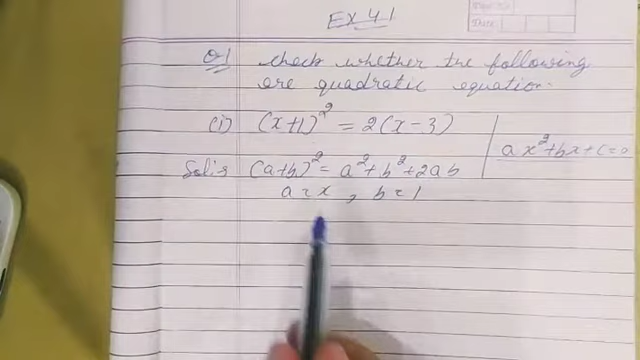 EX 4.1
Q1 check whether the following
are quadratic equation.
(i) (x+1)² = 2(x-3)
ax²+bx+c=0
Sol:- (a+b)² = a²+b²+2ab
a=x, b=1